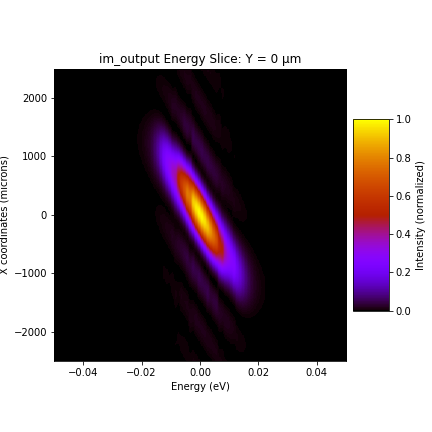 im_output Energy Slice: Y = 0 μm
X coordinates (microns)
2000
1000
0
−1000
−2000
−0.04 −0.02 0.00 0.02 0.04
Energy (eV)
1.0
0.8
0.6
0.4
0.2
0.0
Intensity (normalized)